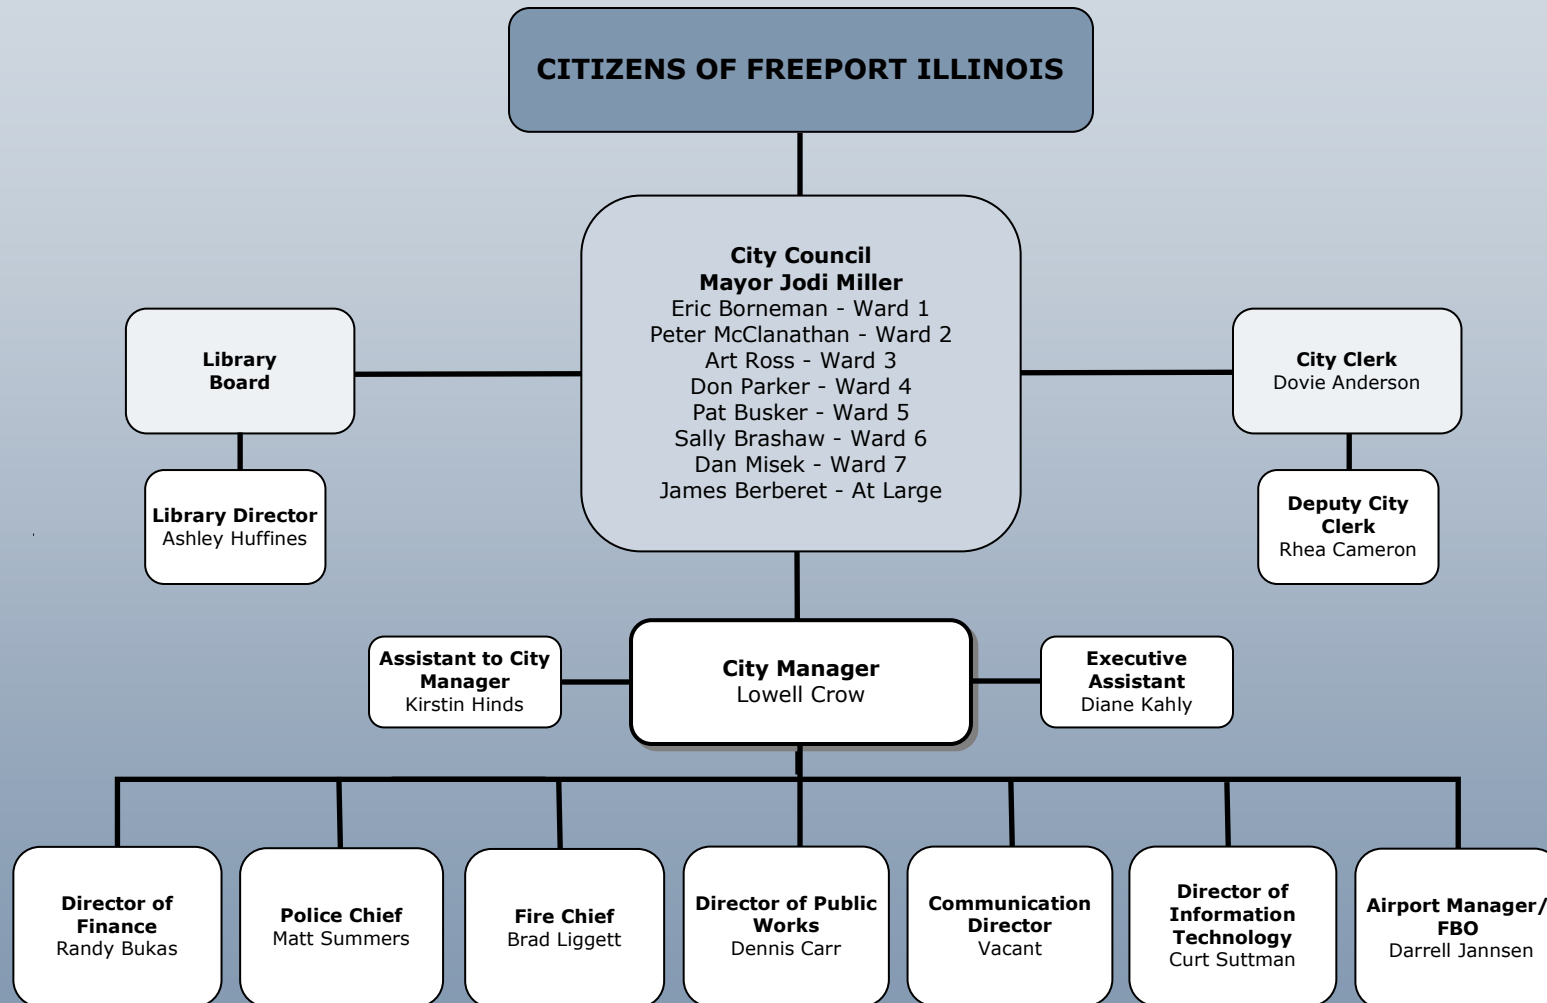 CITIZENS OF FREEPORT ILLINOIS
City Council
Mayor Jodi Miller
Eric Borneman - Ward 1
Peter McClanathan - Ward 2
Art Ross - Ward 3
Don Parker - Ward 4
Pat Busker - Ward 5
Sally Brashaw - Ward 6
Dan Misek - Ward 7
James Berberet - At Large
Library
Board
City Clerk
Dovie Anderson
Library Director
Ashley Huffines
Deputy City
Clerk
Rhea Cameron
Assistant to City
Manager
Kirstin Hinds
City Manager
Lowell Crow
Executive
Assistant
Diane Kahly
Director of
Finance
Randy Bukas
Police Chief
Matt Summers
Fire Chief
Brad Liggett
Director of Public
Works
Dennis Carr
Communication
Director
Vacant
Director of
Information
Technology
Curt Suttman
Airport Manager/
FBO
Darrell Jannsen